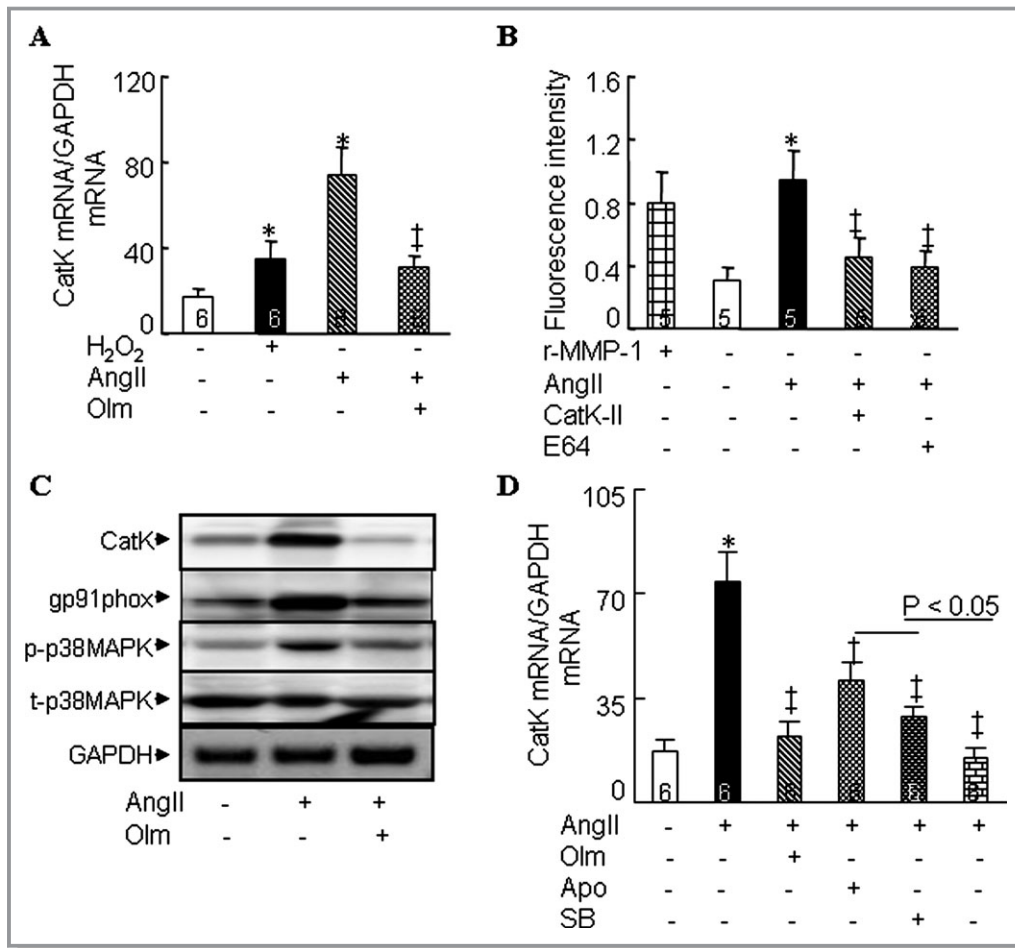 A
CatK mRNA/GAPDH
mRNA
120
80
40
0
*
*
‡
6 6
H₂O₂ - + - -
AngII - - + +
Olm - - - +
B
Fluorescence intensity
1.6
1.2
0.8
0.4
0
*
‡ ‡
5 5 5
r-MMP-1 + - - - -
AngII - - + + +
CatK-II - - - + -
E64 - - - - +
C
CatK
gp91phox
p-p38MAPK
t-p38MAPK
GAPDH
AngII - + +
Olm - - +
D
CatK mRNA/GAPDH
mRNA
105
70
35
0
*
P < 0.05
‡
‡
‡
6 6
AngII - + + + + +
Olm - - + - - -
Apo - - - + - -
SB - - - - + -